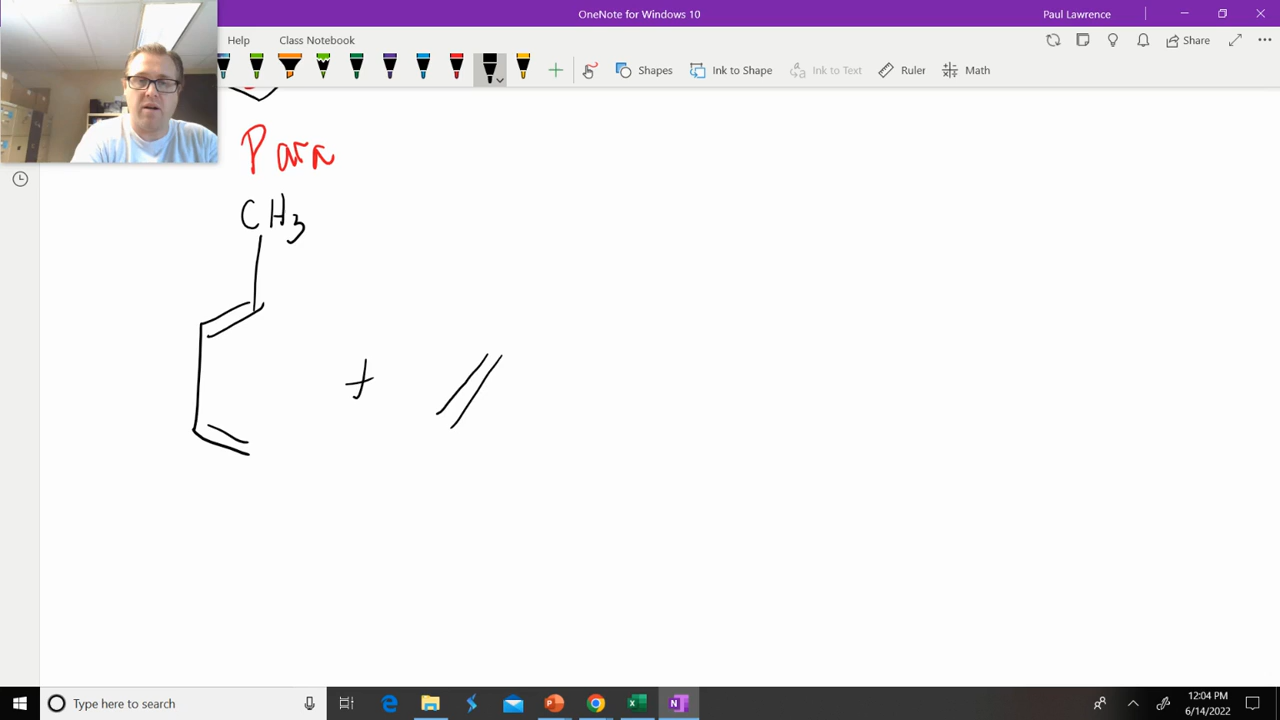 OneNote for Windows 10
Paul Lawrence
Help
Class Notebook
Share
Shapes
Ink to Shape
Ink to Text
Ruler
Math
Para
CH3
+
Type here to search
12:04 PM
6/14/2022